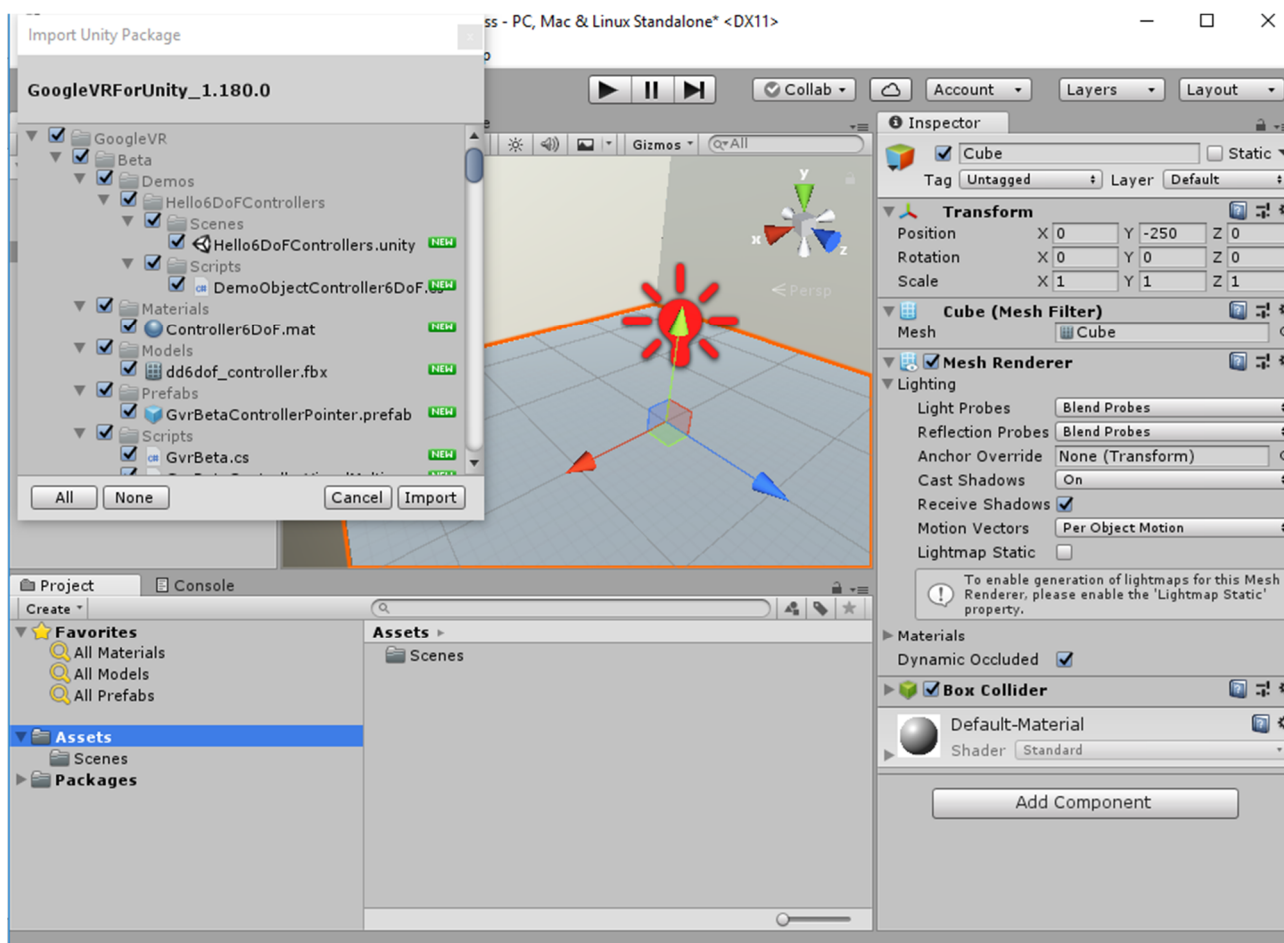 ss - PC, Mac & Linux Standalone* <DX11>
Import Unity Package
GoogleVRForUnity_1.180.0
GoogleVR
Beta
Demos
Hello6DoFControllers
Scenes
Hello6DoFControllers.unity NEW
Scripts
DemoObjectController6DoF.cs NEW
Materials
Controller6DoF.mat NEW
Models
dd6dof_controller.fbx NEW
Prefabs
GvrBetaControllerPointer.prefab NEW
Scripts
GvrBeta.cs NEW
All None Cancel Import
Collab Account Layers Layout
Gizmos All
y
x
z
Persp
Inspector
Cube Static
Tag Untagged Layer Default
Transform
Position X 0 Y -250 Z 0
Rotation X 0 Y 0 Z 0
Scale X 1 Y 1 Z 1
Cube (Mesh Filter)
Mesh Cube
Mesh Renderer
Lighting
Light Probes Blend Probes
Reflection Probes Blend Probes
Anchor Override None (Transform)
Cast Shadows On
Receive Shadows
Motion Vectors Per Object Motion
Lightmap Static
To enable generation of lightmaps for this Mesh
Renderer, please enable the 'Lightmap Static'
property.
Materials
Dynamic Occluded
Box Collider
Default-Material
Shader Standard
Add Component
Project Console
Create
Favorites
All Materials
All Models
All Prefabs
Assets
Scenes
Packages
Assets
Scenes